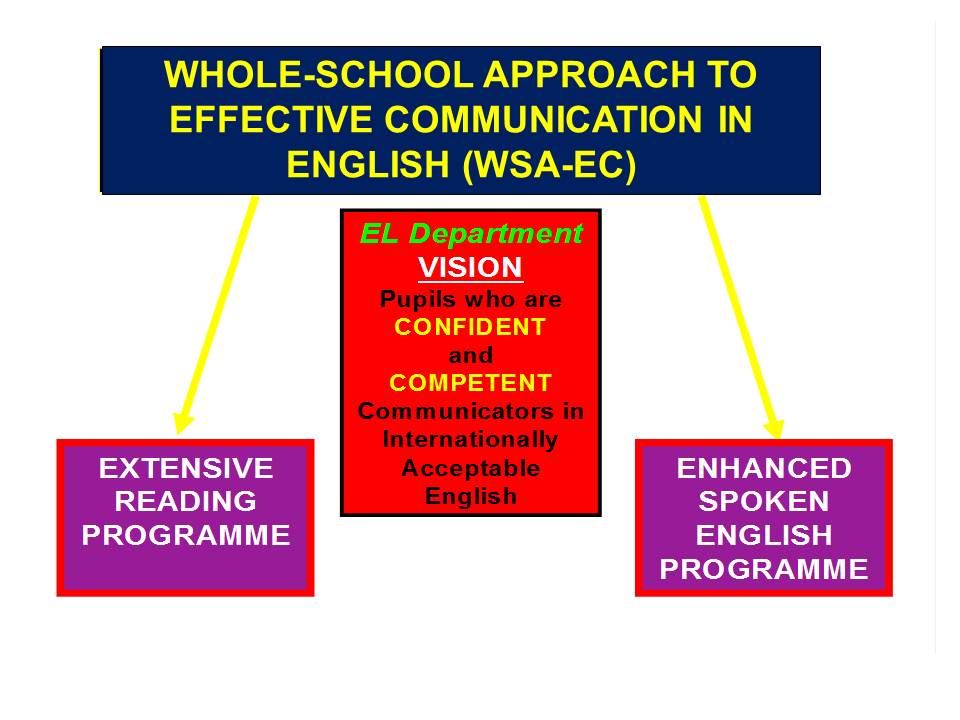 WHOLE-SCHOOL APPROACH TO
EFFECTIVE COMMUNICATION IN
ENGLISH (WSA-EC)
EL Department
VISION
Pupils who are
CONFIDENT
and
COMPETENT
Communicators in
Internationally
Acceptable
English
EXTENSIVE
READING
PROGRAMME
ENHANCED
SPOKEN
ENGLISH
PROGRAMME